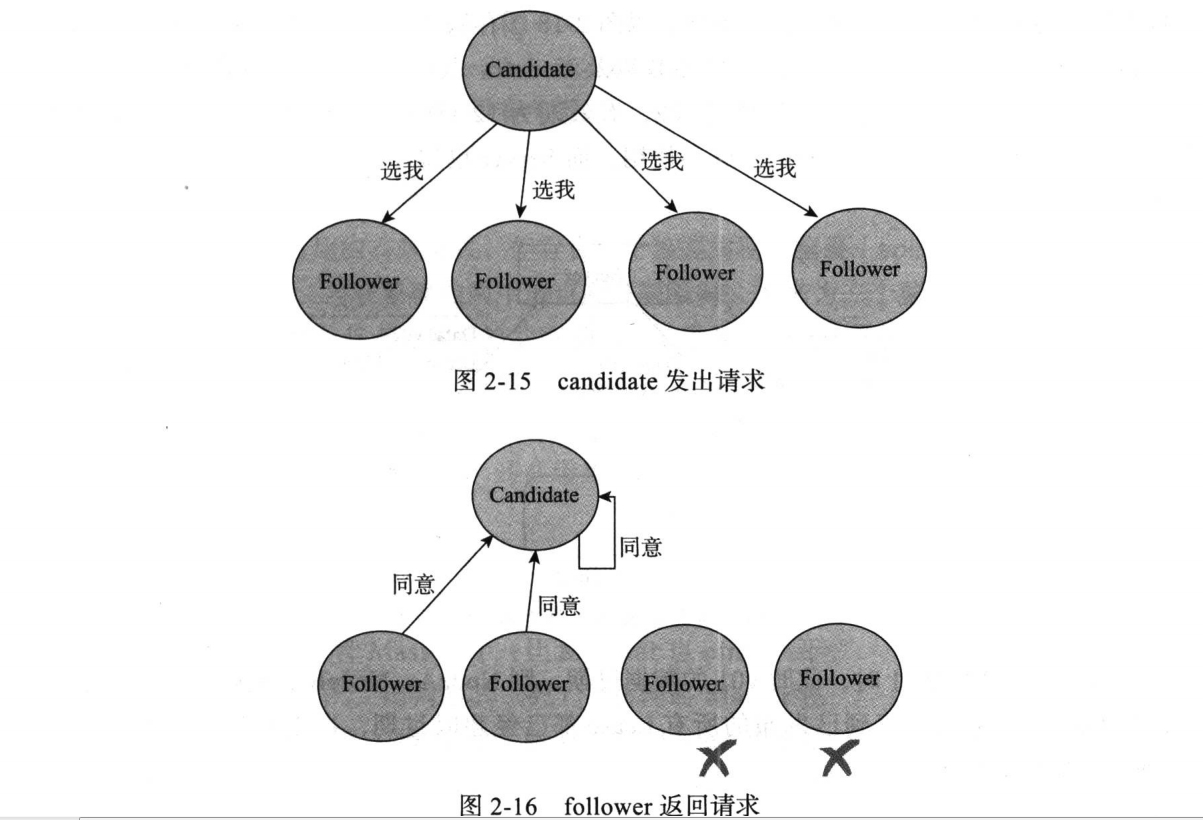 Candidate
选我
选我
选我
选我
Follower
Follower
Follower
Follower
图 2-15 candidate 发出请求
Candidate
同意
同意
同意
Follower
Follower
Follower
Follower
图 2-16 follower 返回请求